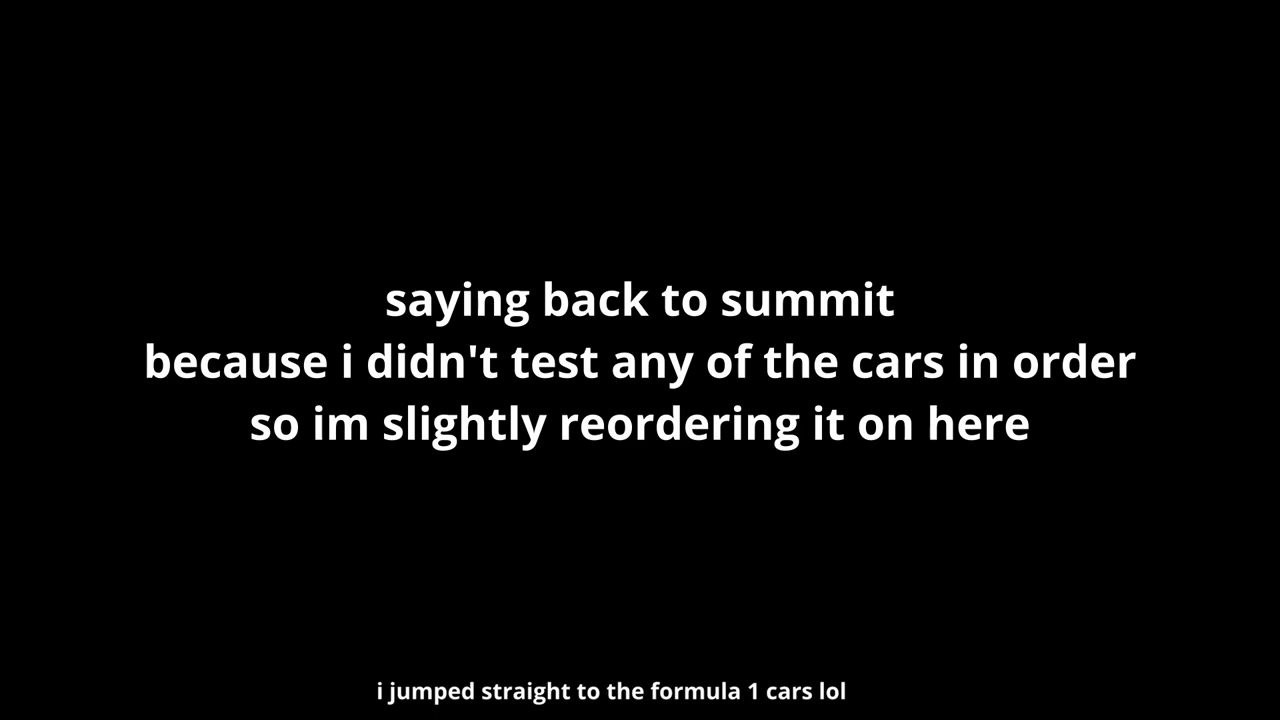 saying back to summit
because i didn't test any of the cars in order
so im slightly reordering it on here
i jumped straight to the formula 1 cars lol